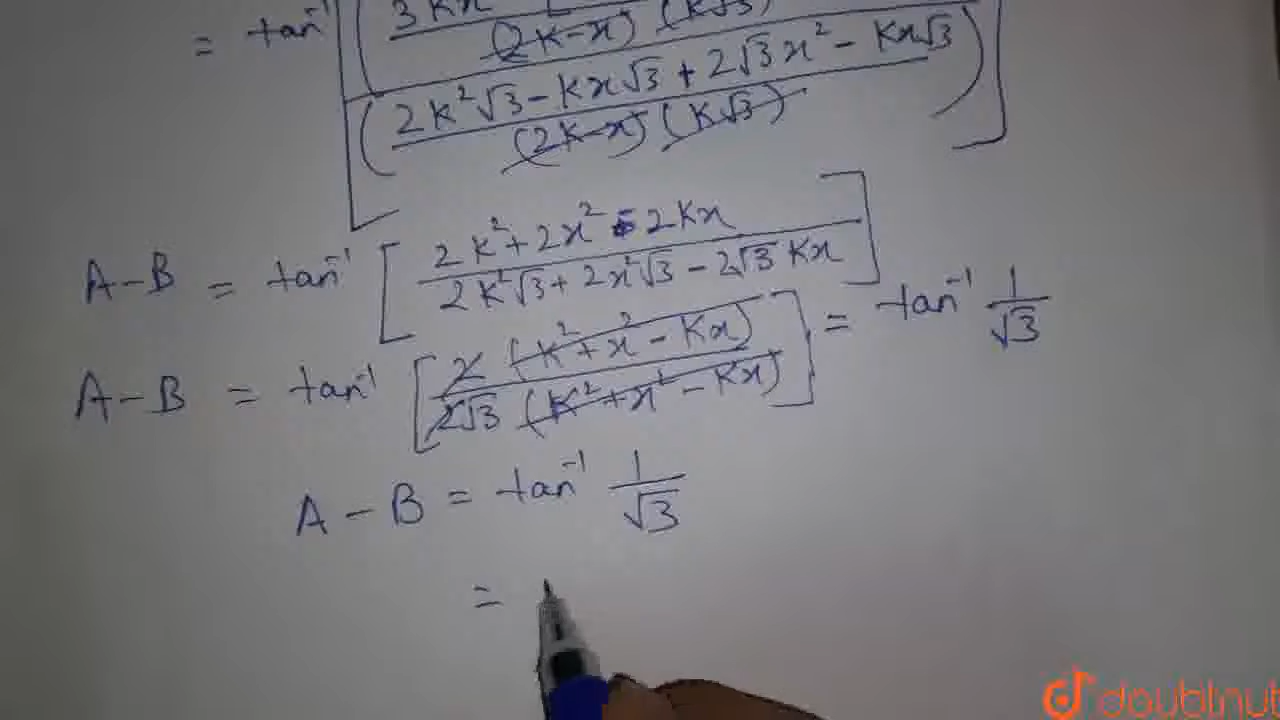 = tan⁻¹ 3Kx (2K-x) (K√3)
(2K²√3 - Kx√3 + 2√3x² - Kx√3)
(2K-x) (K√3)
A-B = tan⁻¹ [ 2K² + 2x² - 2Kx / 2K²√3 + 2x²√3 - 2√3 Kx ]
A-B = tan⁻¹ [ 2 (K² + x² - Kx) / 2√3 (K² + x² - Kx) ] = tan⁻¹ 1/√3
A - B = tan⁻¹ 1/√3
=
doubtnut